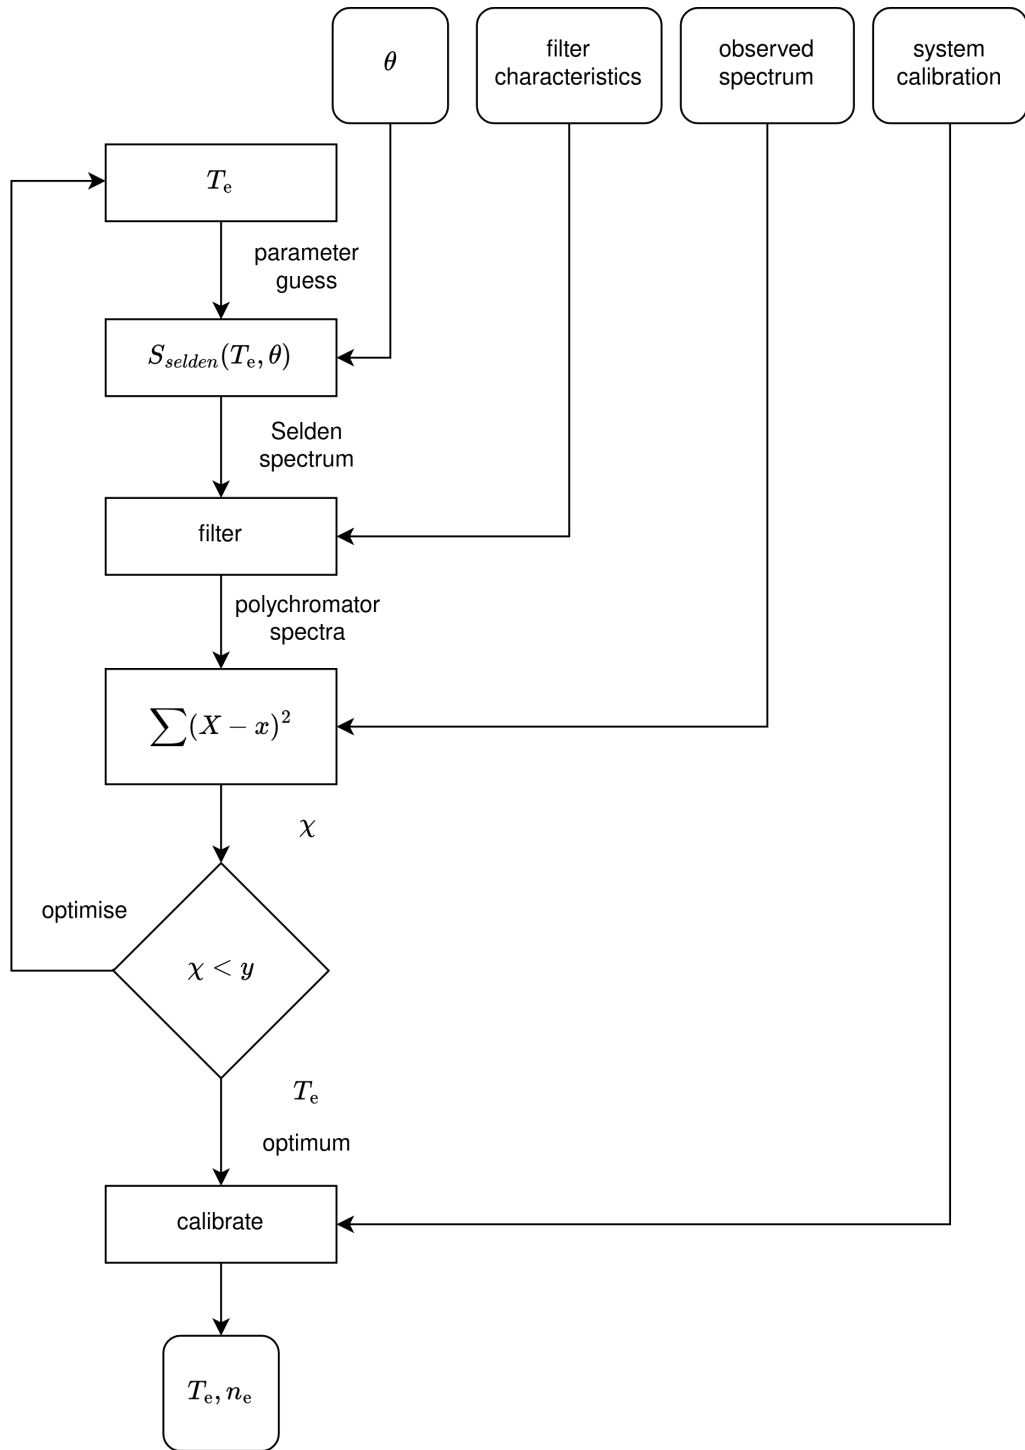 θ
filter
characteristics
observed
spectrum
system
calibration
Tₑ
parameter
guess
S_selden(Tₑ, θ)
Selden
spectrum
filter
polychromator
spectra
∑(X − x)²
χ
optimise
χ < y
Tₑ
optimum
calibrate
Tₑ, nₑ